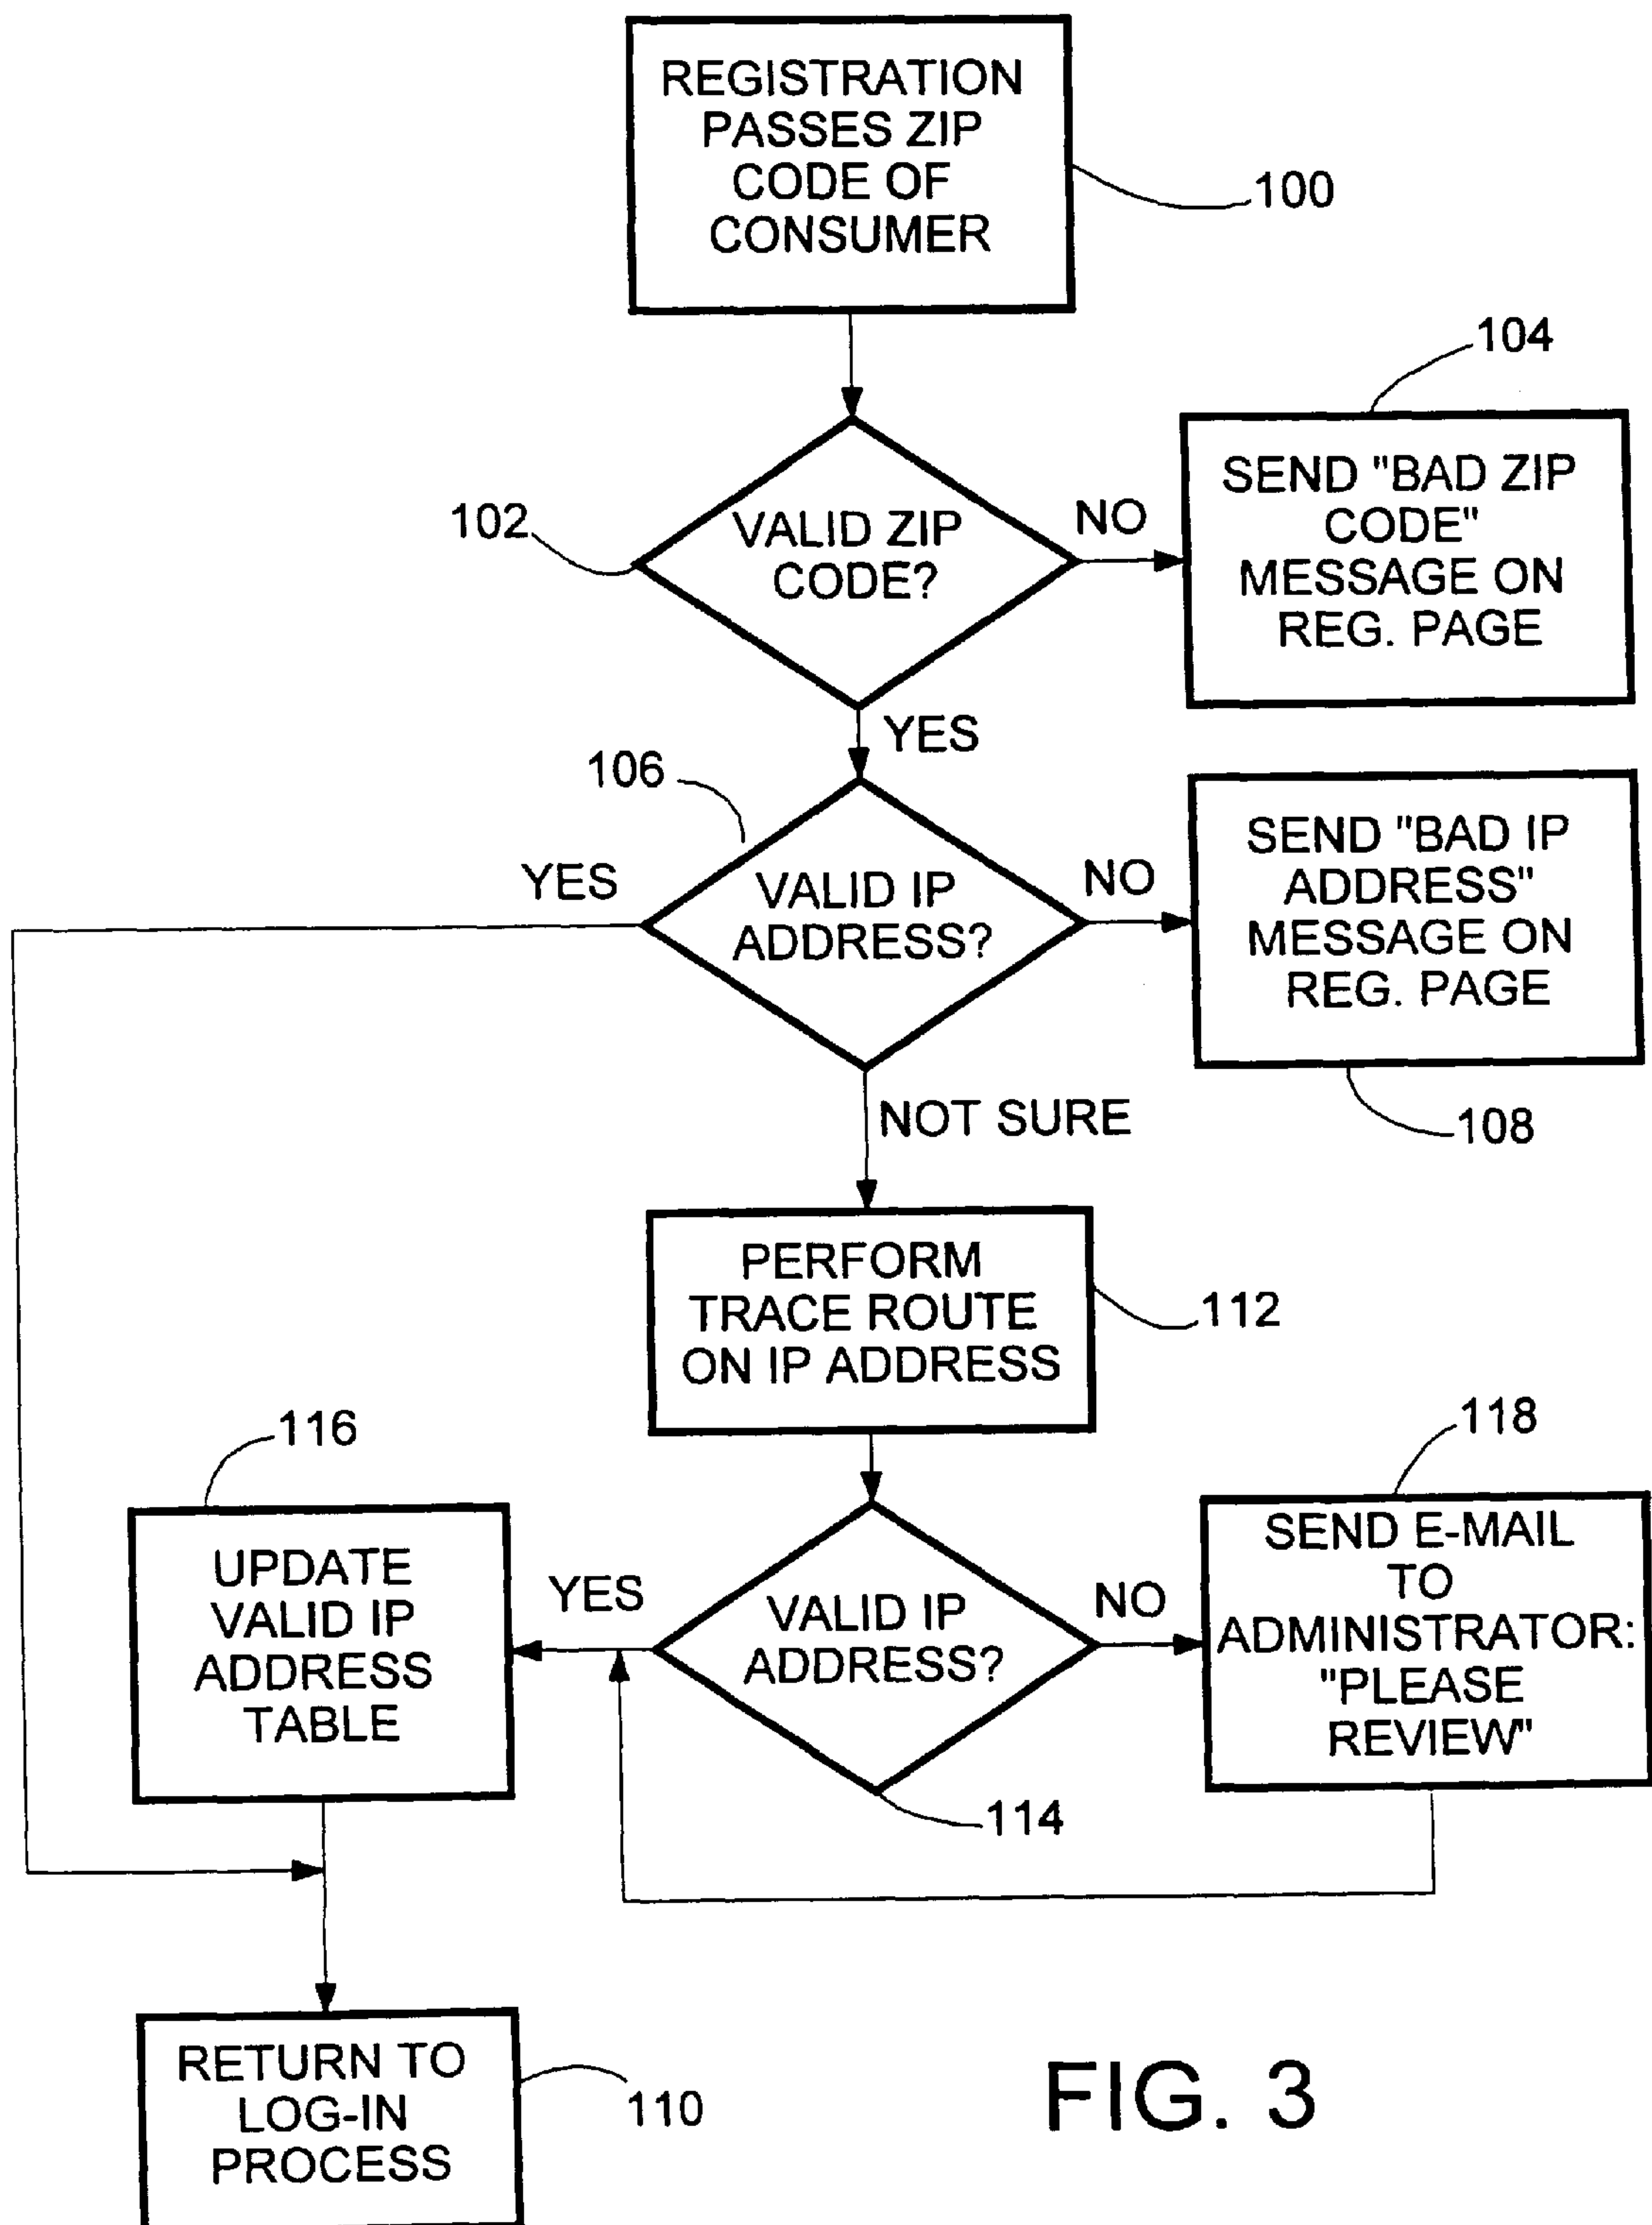 REGISTRATION
PASSES ZIP
CODE OF
CONSUMER
100
104
SEND "BAD ZIP
CODE"
MESSAGE ON
REG. PAGE
102
VALID ZIP
CODE?
NO
YES
106
SEND "BAD IP
ADDRESS"
MESSAGE ON
REG. PAGE
YES
VALID IP
ADDRESS?
NO
108
NOT SURE
PERFORM
TRACE ROUTE
ON IP ADDRESS
112
116
118
UPDATE
VALID IP
ADDRESS
TABLE
YES
VALID IP
ADDRESS?
NO
SEND E-MAIL
TO
ADMINISTRATOR:
"PLEASE
REVIEW"
114
RETURN TO
LOG-IN
PROCESS
110
FIG. 3